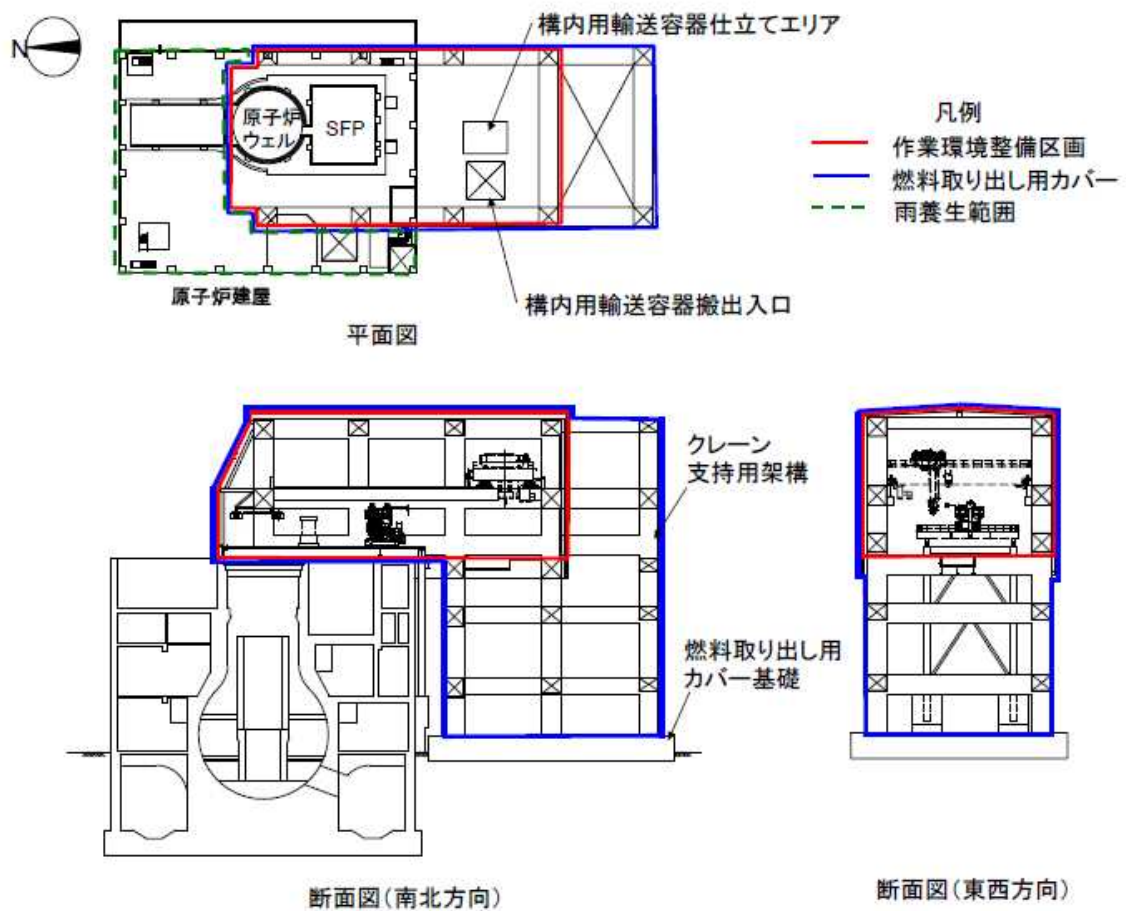 N
構内用輸送容器仕立てエリア
原子炉
ウェル
SFP
凡例
作業環境整備区画
燃料取り出し用カバー
雨養生範囲
原子炉建屋
構内用輸送容器搬出入口
平面図
クレーン
支持用架構
燃料取り出し用
カバー基礎
断面図(南北方向)
断面図(東西方向)